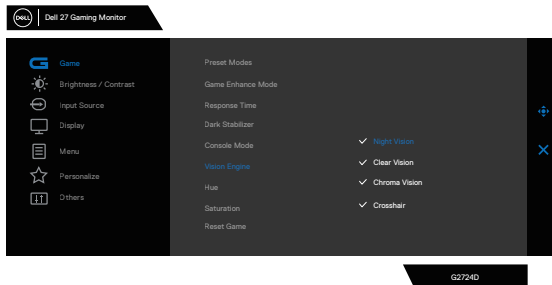 DELL Dell 27 Gaming Monitor
Game
Brightness / Contrast
Input Source
Display
Menu
Personalize
Others
Preset Modes
Game Enhance Mode
Response Time
Dark Stabilizer
Console Mode
Vision Engine
Hue
Saturation
Reset Game
Night Vision
Clear Vision
Chroma Vision
Crosshair
G2724D